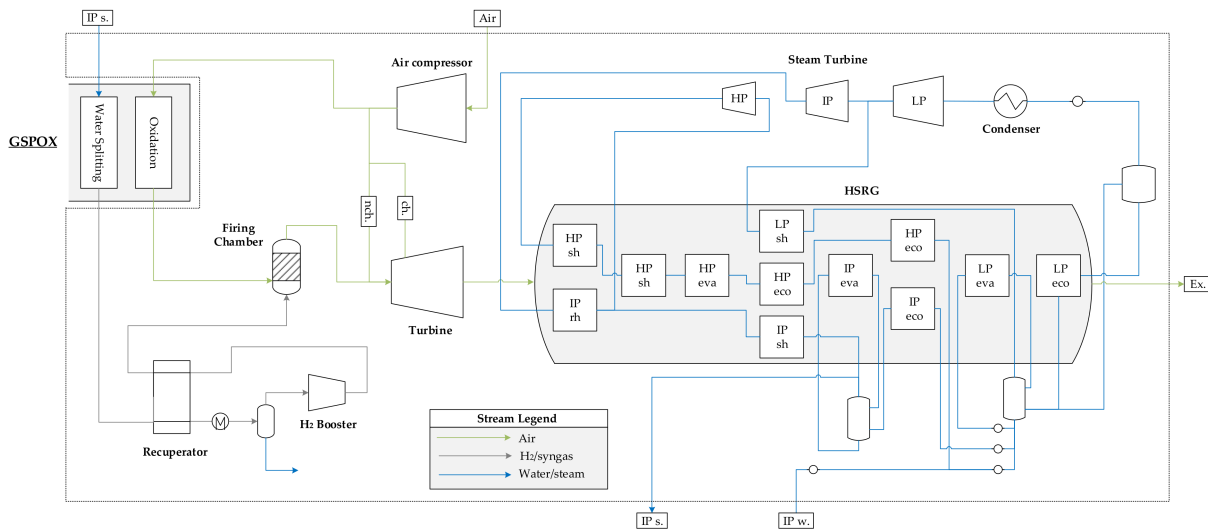 IP s.
Air
Air compressor
Steam Turbine
HP
IP
LP
Condenser
GSPOX
Water Splitting
Oxidation
nch.
ch.
HSRG
Firing
Chamber
Turbine
HP
sh
HP
sh
HP
eva
LP
sh
HP
eco
IP
eva
HP
eco
LP
eva
LP
eco
IP
rh
IP
sh
IP
eco
Ex.
M
H2 Booster
Recuperator
Stream Legend
Air
H2/syngas
Water/steam
IP s.
IP w.